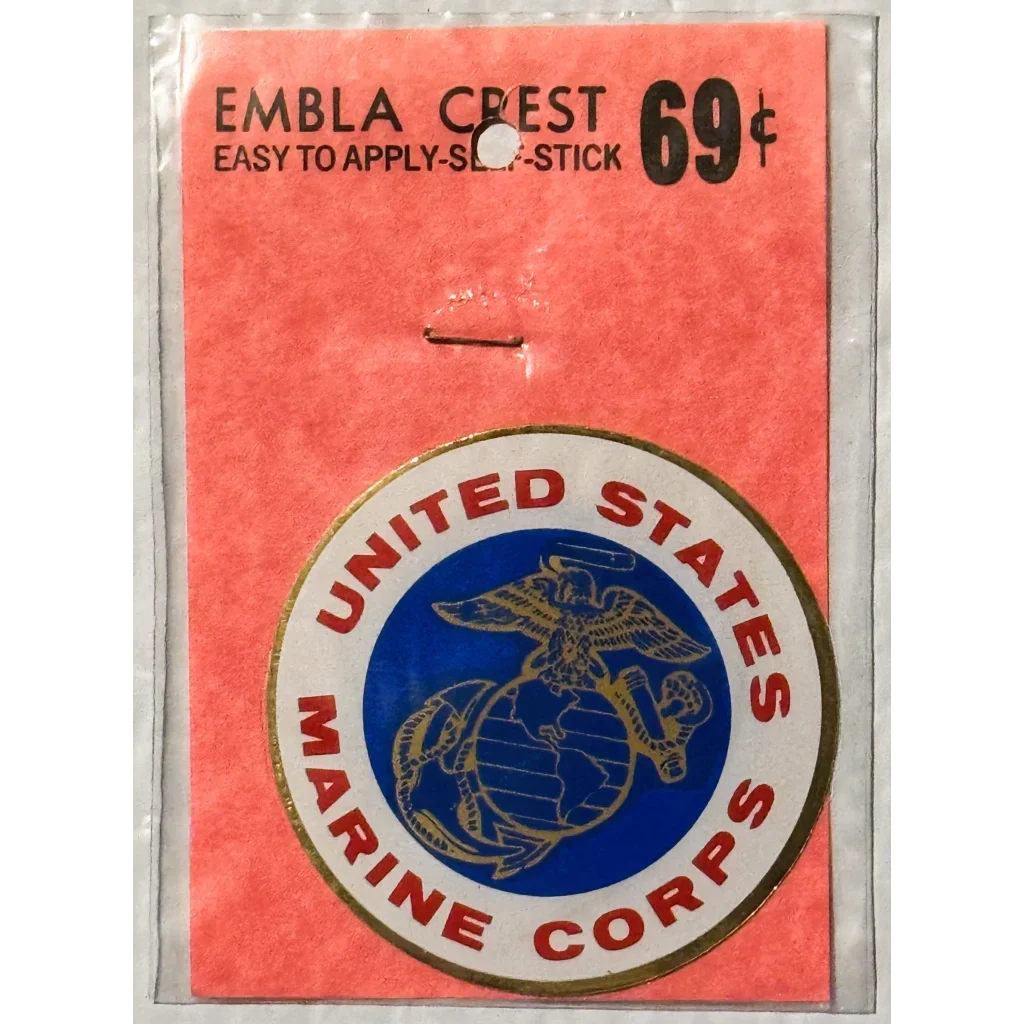 EMBLA CREST 69¢
EASY TO APPLY-SELF-STICK
UNITED STATES
MARINE CORPS